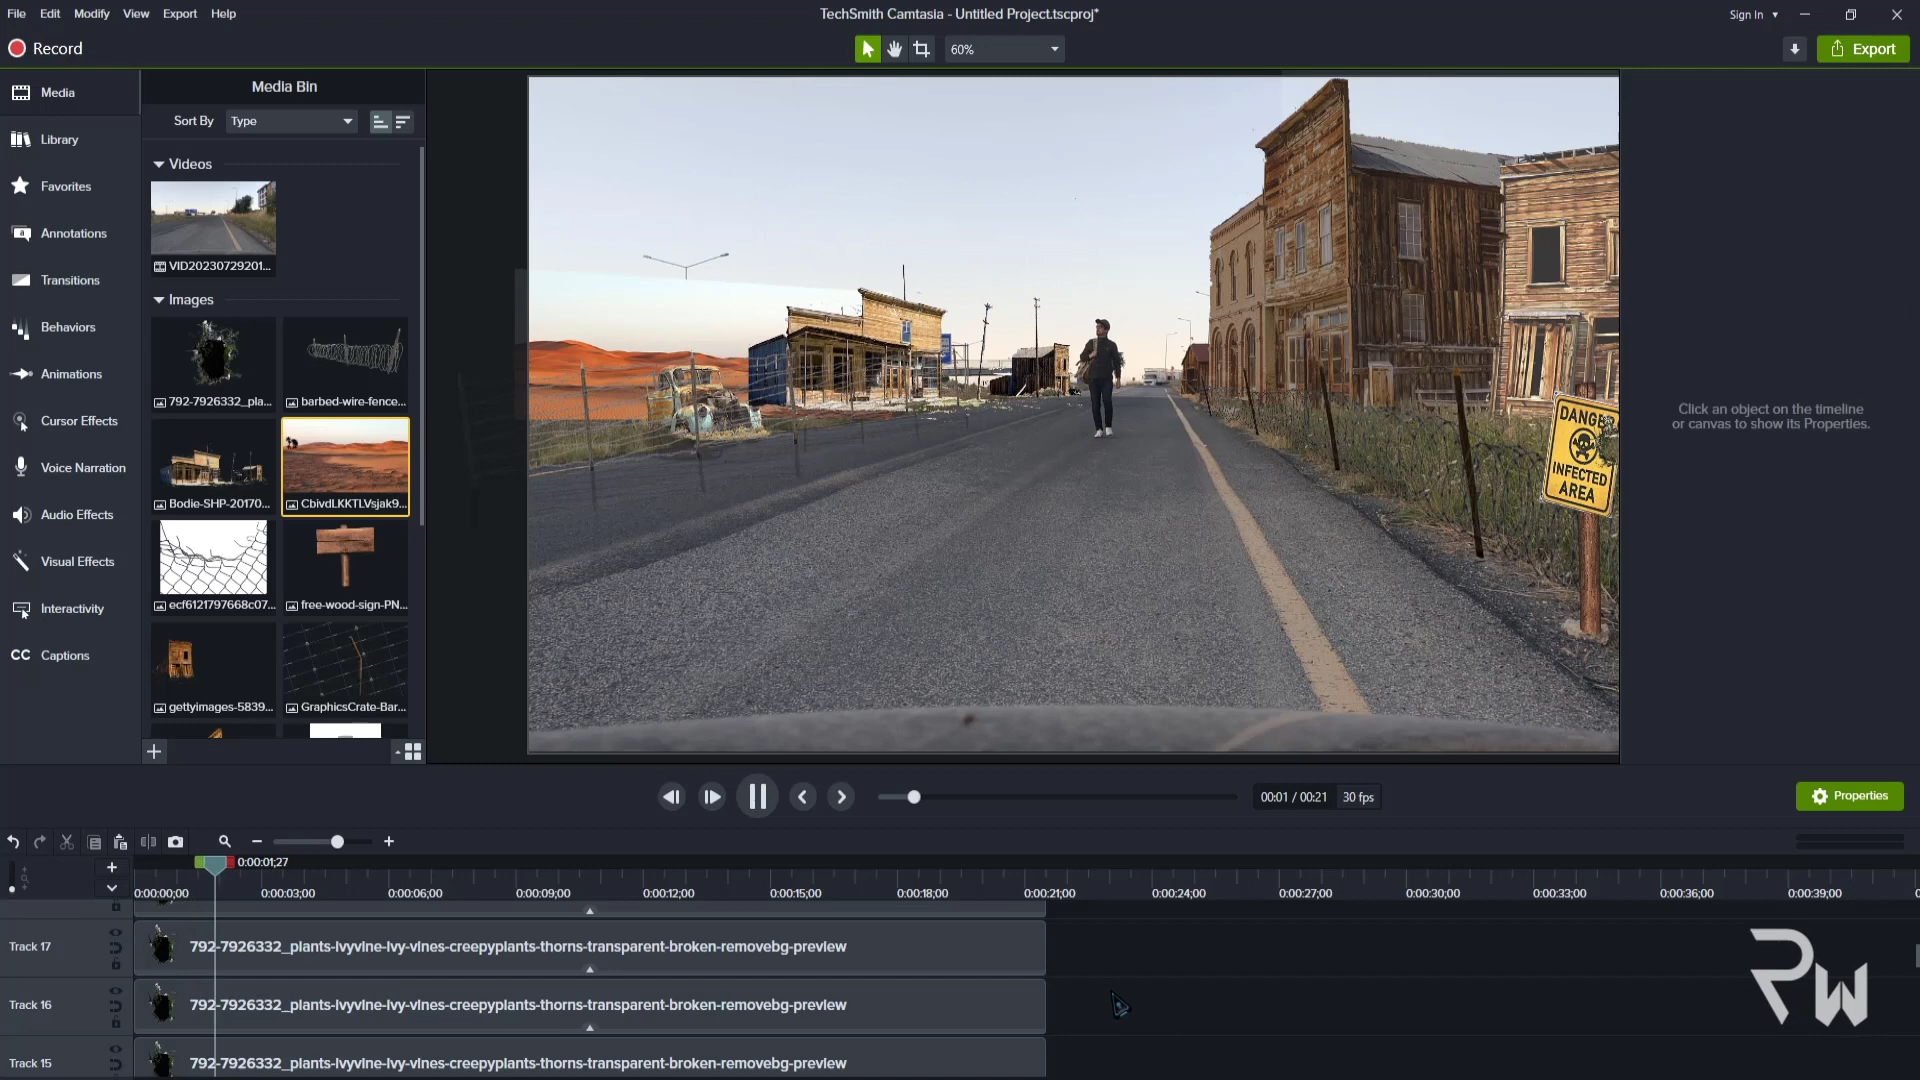 File Edit Modify View Export Help
TechSmith Camtasia - Untitled Project.tscproj*
Sign In
Record
60%
Export
Media
Library
Favorites
Annotations
Transitions
Behaviors
Animations
Cursor Effects
Voice Narration
Audio Effects
Visual Effects
Interactivity
CC Captions
Media Bin
Sort By Type
Videos
VID20230729201...
Images
792-7926332_pla...
barbed-wire-fence...
Bodie-SHP-20170...
CbivdLKKTLVsjak9...
ecf6121797668c07...
free-wood-sign-PN...
gettyimages-5839...
GraphicsCrate-Bar...
DANGER
INFECTED
AREA
Click an object on the timeline
or canvas to show its Properties.
00:01 / 00:21 30 fps
Properties
0:00:01;27
0:00:00;00 0:00:03;00 0:00:06;00 0:00:09;00 0:00:12;00 0:00:15;00 0:00:18;00 0:00:21;00 0:00:24;00 0:00:27;00 0:00:30;00 0:00:33;00 0:00:36;00 0:00:39;00
Track 17
792-7926332_plants-ivyvine-ivy-vines-creepyplants-thorns-transparent-broken-removebg-preview
Track 16
792-7926332_plants-ivyvine-ivy-vines-creepyplants-thorns-transparent-broken-removebg-preview
Track 15
792-7926332_plants-ivyvine-ivy-vines-creepyplants-thorns-transparent-broken-removebg-preview
RW